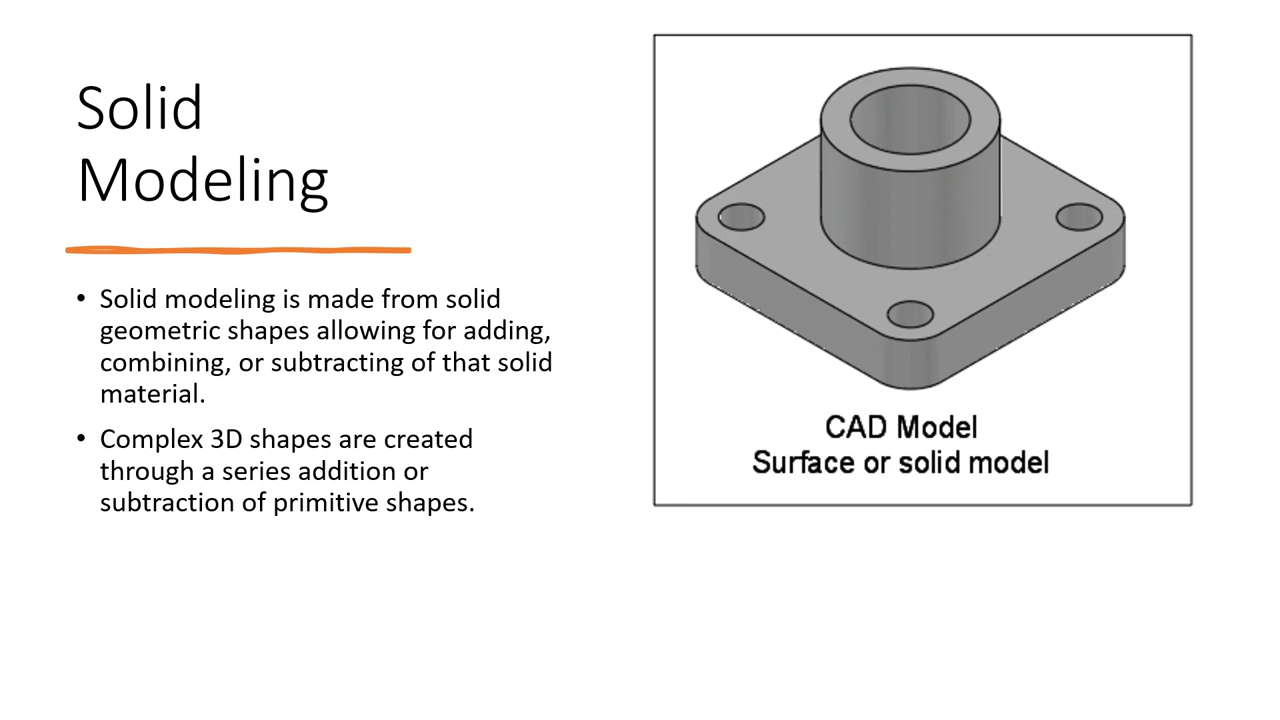 Solid
Modeling
• Solid modeling is made from solid
geometric shapes allowing for adding,
combining, or subtracting of that solid
material.
• Complex 3D shapes are created
through a series addition or
subtraction of primitive shapes.
CAD Model
Surface or solid model